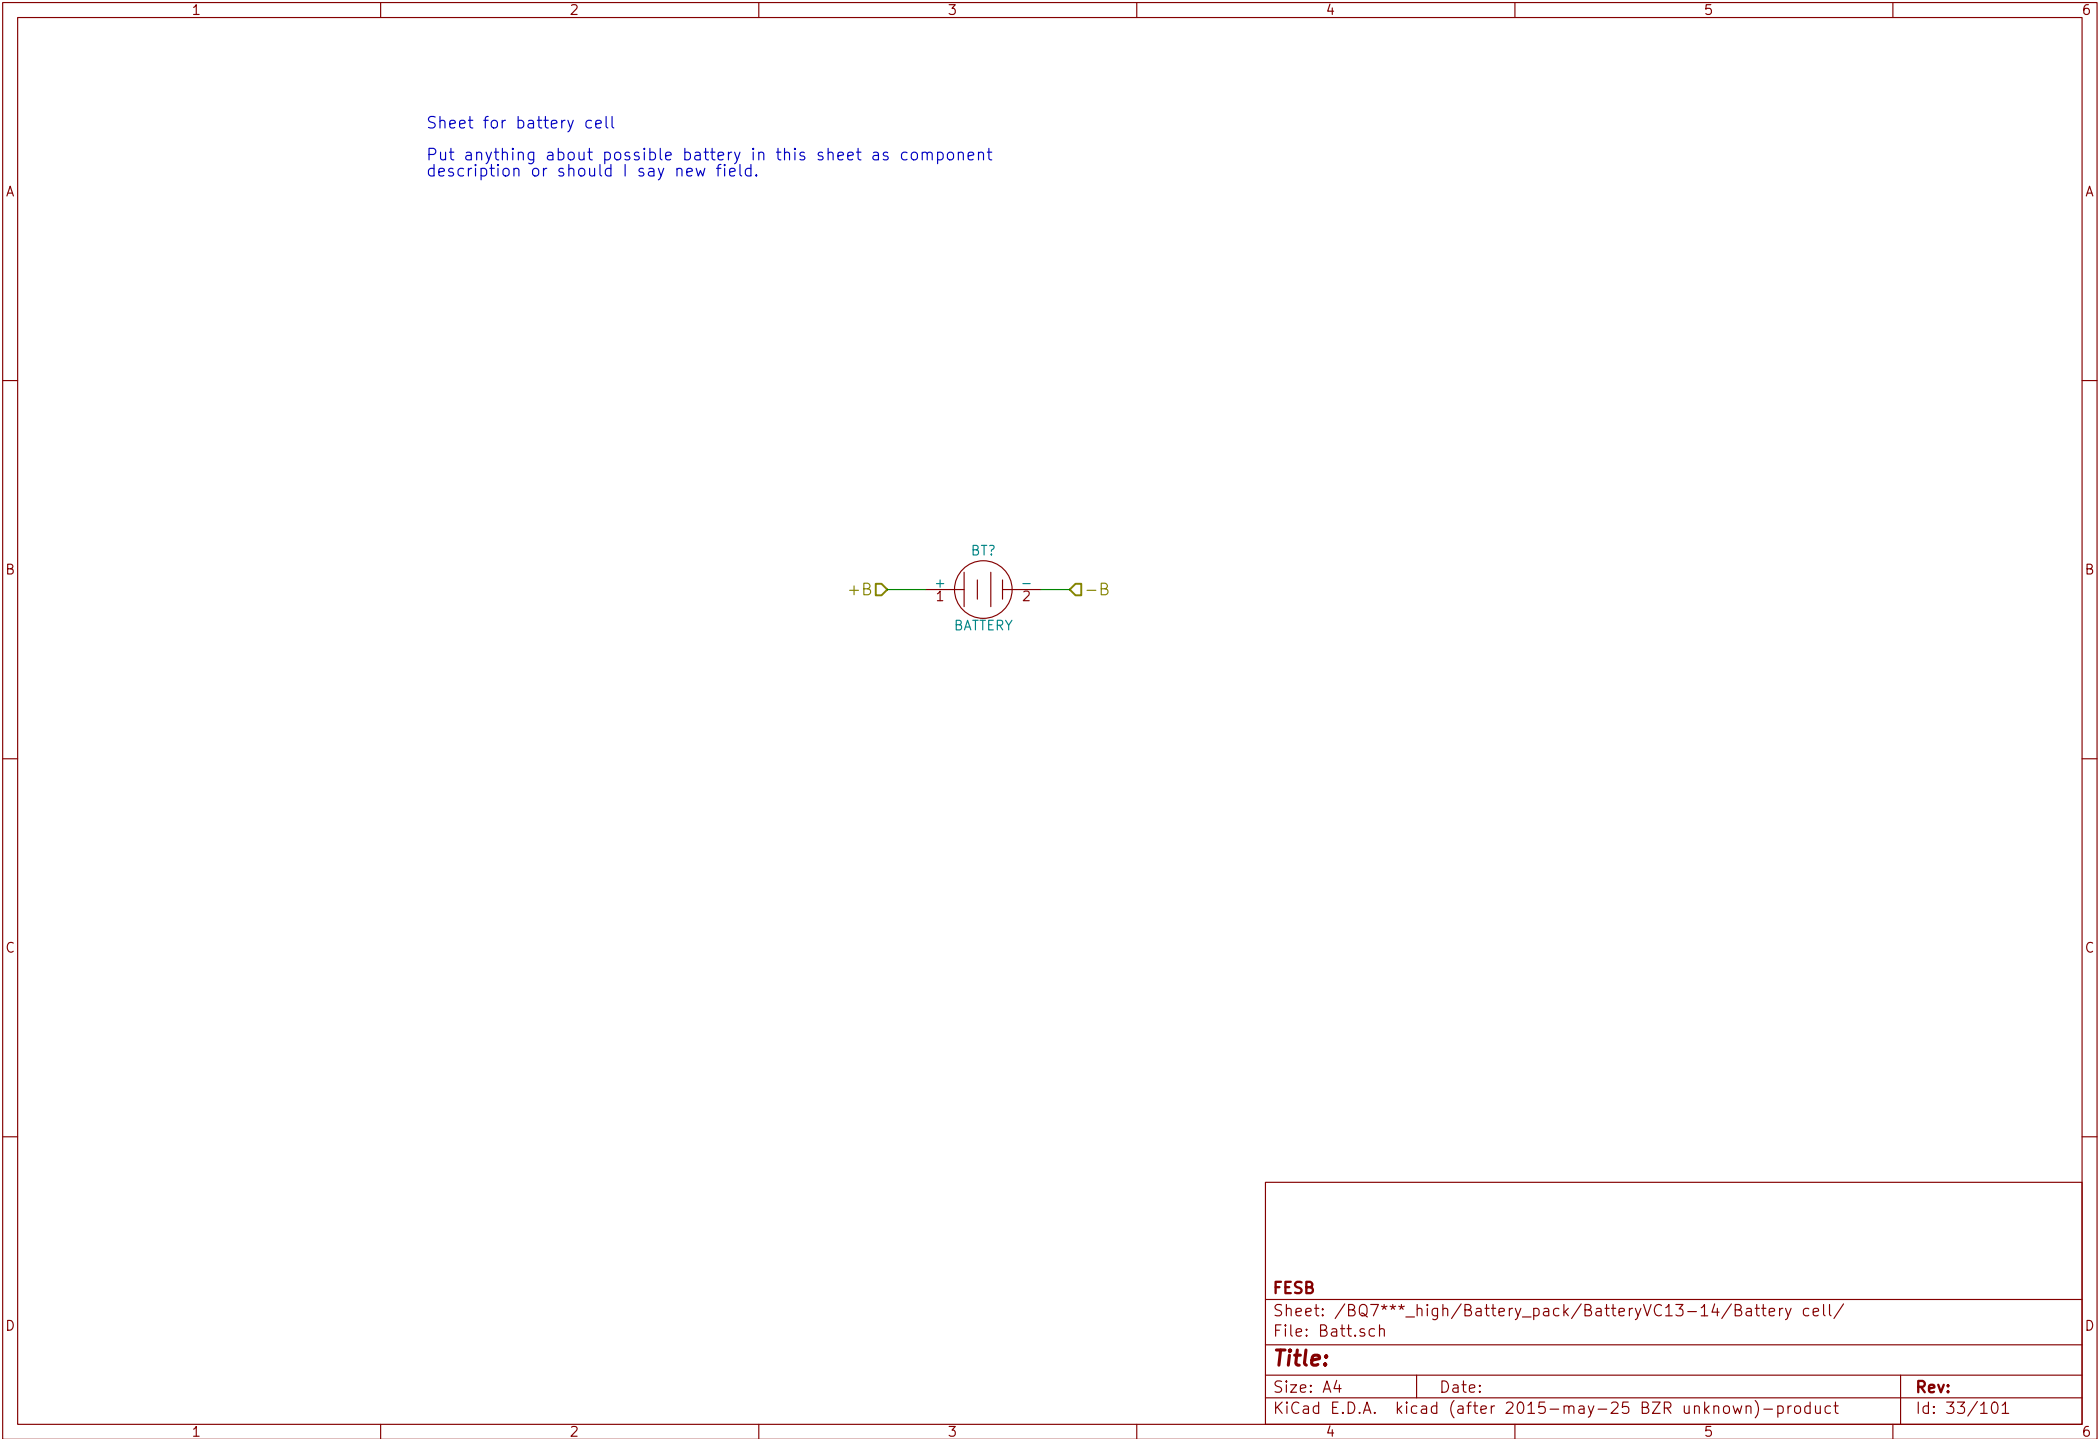 1 2 3 4 5 6
Sheet for battery cell
Put anything about possible battery in this sheet as component
description or should I say new field.
A A
BT?
B B
+B + 1 - 2 -B
BATTERY
C C
FESB
Sheet: /BQ7***_high/Battery_pack/BatteryVC13-14/Battery cell/
D D
File: Batt.sch
Title:
Size: A4 Date: Rev:
KiCad E.D.A. kicad (after 2015-may-25 BZR unknown)-product Id: 33/101
1 2 3 4 5 6